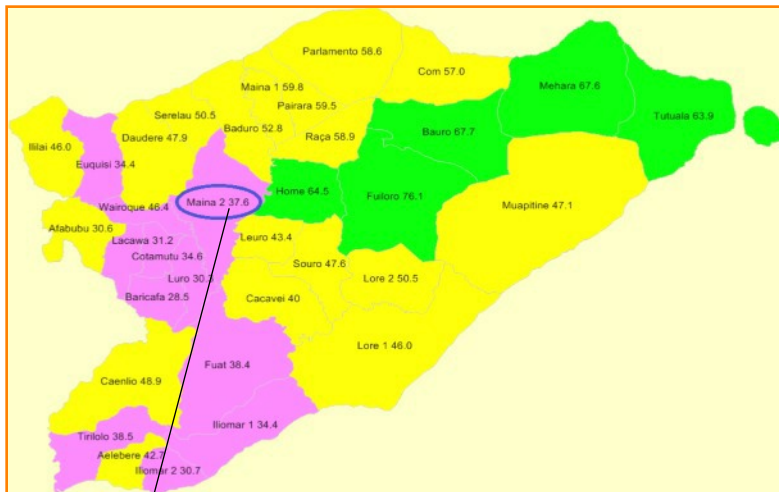 Parlamento 58.6
Com 57.0
Maina 1 59.8
Mehara 67.6
Pairara 59.5
Serelau 50.5
Tutuala 63.9
Baduro 52.8
Daudere 47.9
Raça 58.9
Bauro 67.7
Ililai 46.0
Euquisi 34.4
Home 64.5
Fuiloro 76.1
Maina 2 37.6
Muapitine 47.1
Wairoque 46.4
Afabubu 30.6
Lacawa 31.2
Leuro 43.4
Cotamutu 34.6
Souro 47.6
Luro 30.3
Lore 2 50.5
Baricafa 28.5
Cacavei 40
Lore 1 46.0
Fuat 38.4
Caenlio 48.9
Iliomar 1 34.4
Tirilolo 38.5
Aelebere 42.7
Iliomar 2 30.7